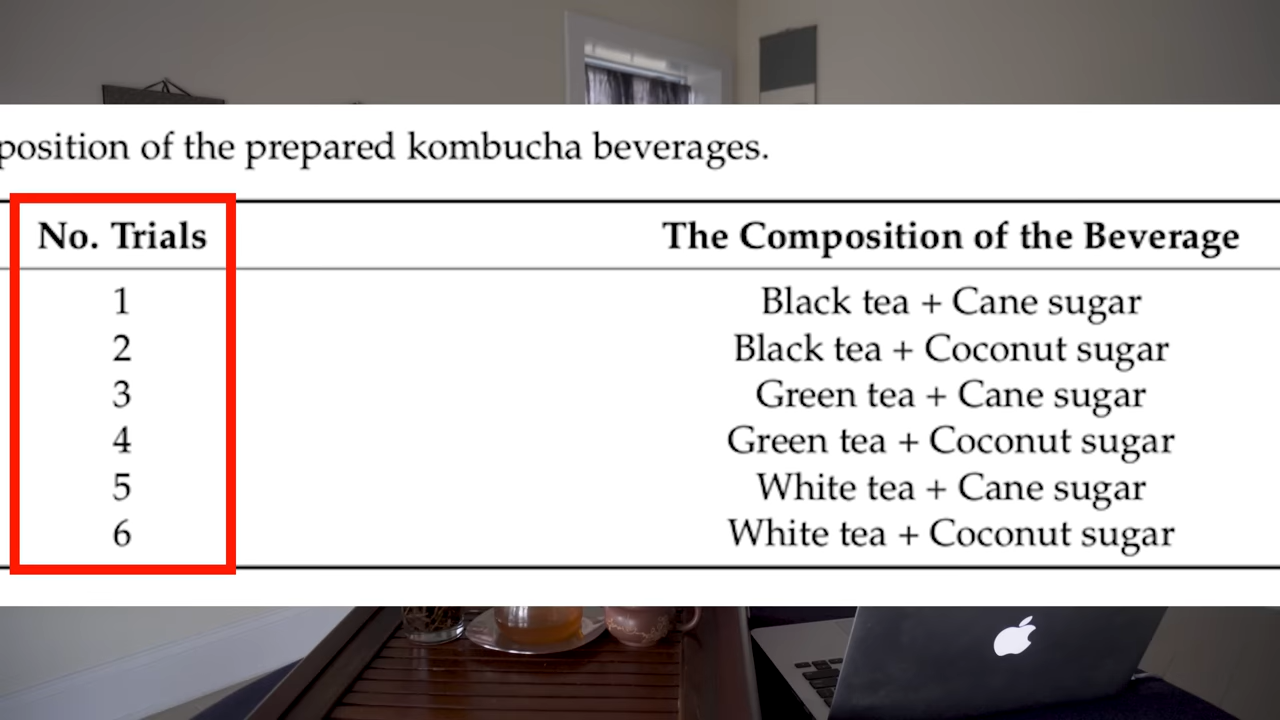 position of the prepared kombucha beverages.
No. Trials The Composition of the Beverage
1 Black tea + Cane sugar
2 Black tea + Coconut sugar
3 Green tea + Cane sugar
4 Green tea + Coconut sugar
5 White tea + Cane sugar
6 White tea + Coconut sugar